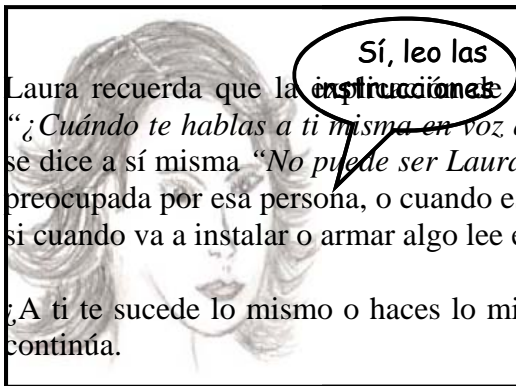 Sí, leo las
instrucciones
Laura recuerda que la explicación de
“¿Cuándo te hablas a ti misma en voz
se dice a sí misma “No puede ser Laura
preocupada por esa persona, o cuando
si cuando va a instalar o armar algo lee
¿A ti te sucede lo mismo o haces lo
continúa.